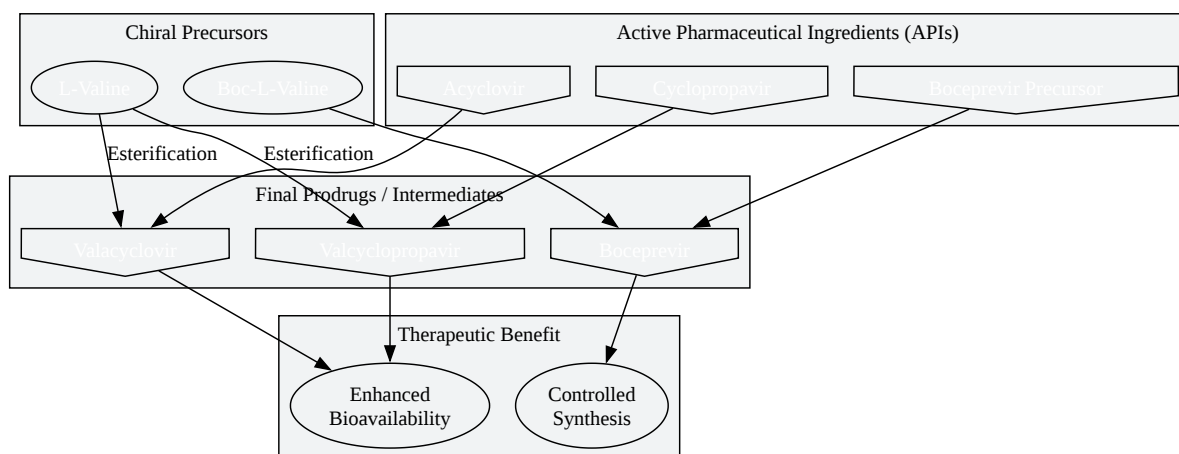 Chiral Precursors
Active Pharmaceutical Ingredients (APIs)
L-Valine
Boc-L-Valine
Acyclovir
Cyclopropavir
Boceprevir Precursor
Esterification
Esterification
Final Prodrugs / Intermediates
Valacyclovir
Valcyclopropavir
Boceprevir
Therapeutic Benefit
Enhanced
Bioavailability
Controlled
Synthesis